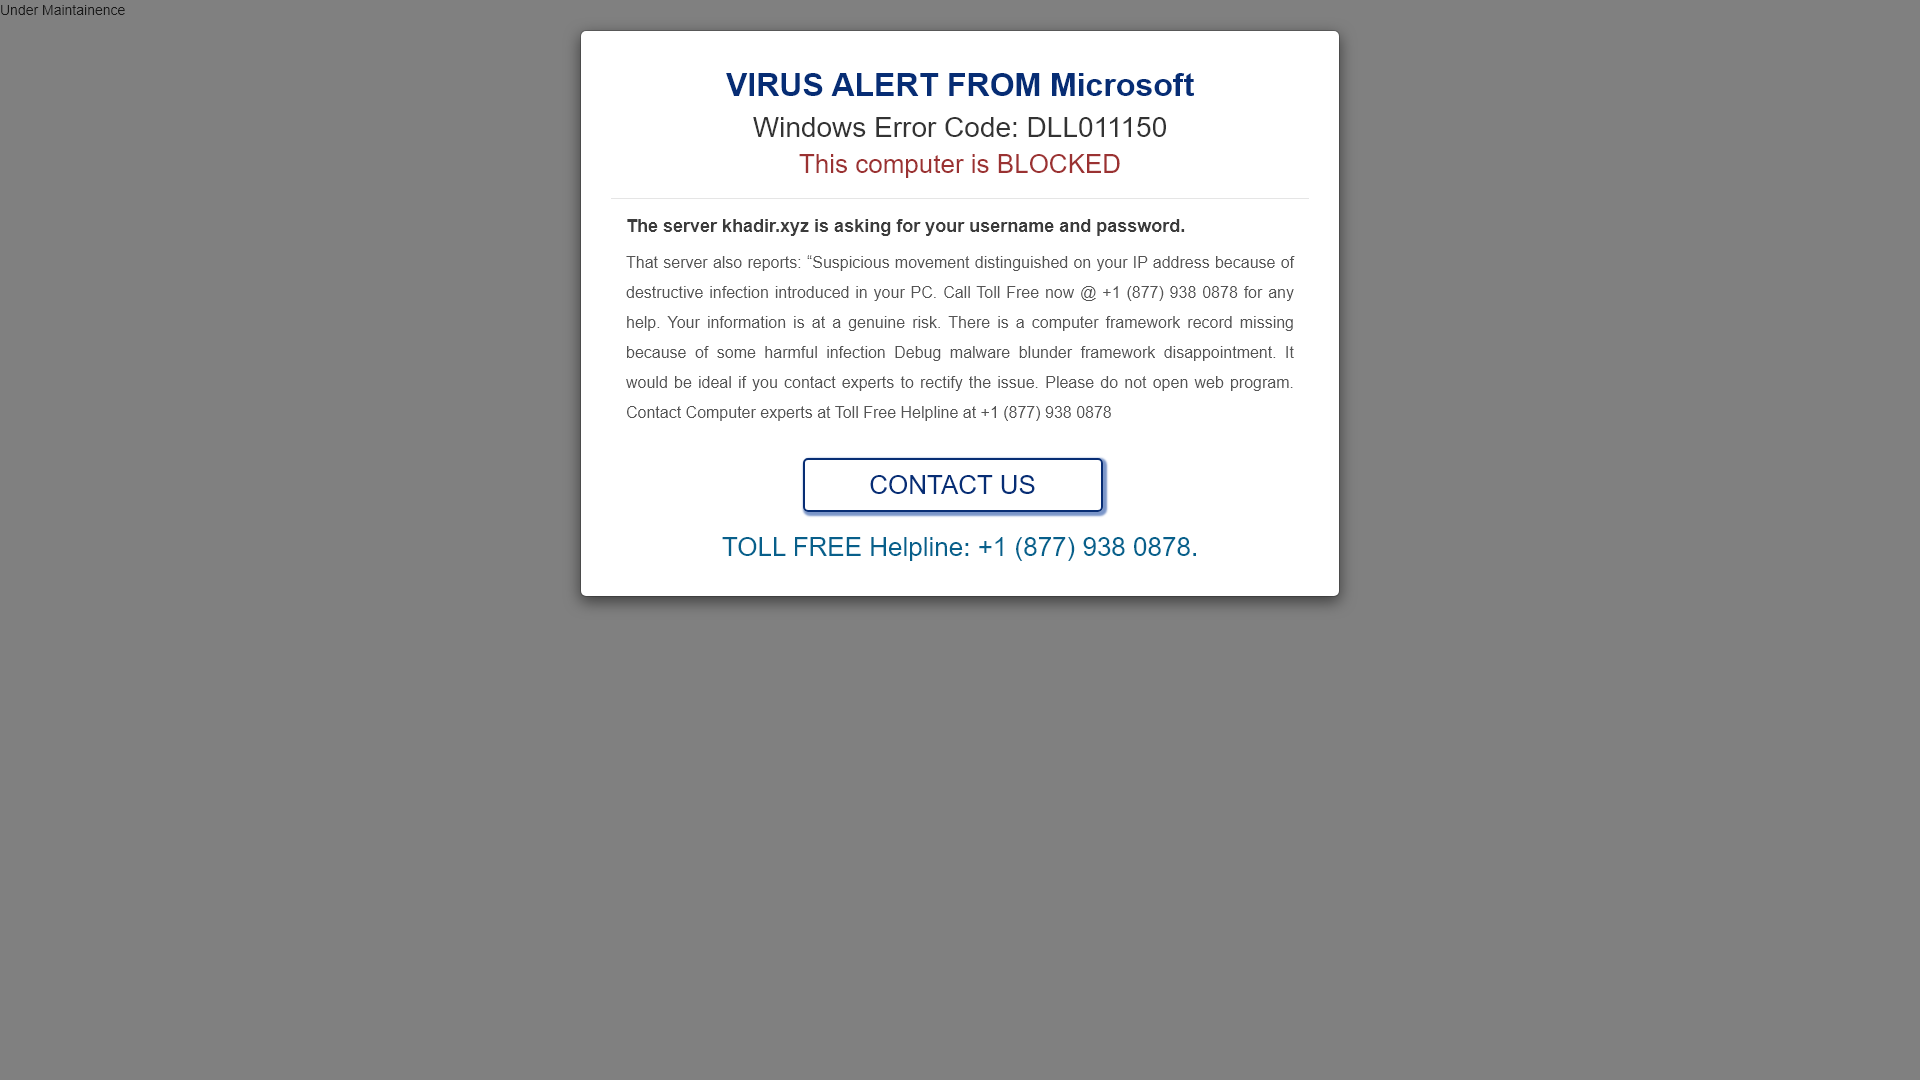 Under Maintainence
VIRUS ALERT FROM Microsoft
Windows Error Code: DLL011150
This computer is BLOCKED
The server khadir.xyz is asking for your username and password.
That server also reports: “Suspicious movement distinguished on your IP address because of
destructive infection introduced in your PC. Call Toll Free now @ +1 (877) 938 0878 for any
help. Your information is at a genuine risk. There is a computer framework record missing
because of some harmful infection Debug malware blunder framework disappointment. It
would be ideal if you contact experts to rectify the issue. Please do not open web program.
Contact Computer experts at Toll Free Helpline at +1 (877) 938 0878
CONTACT US
TOLL FREE Helpline: +1 (877) 938 0878.